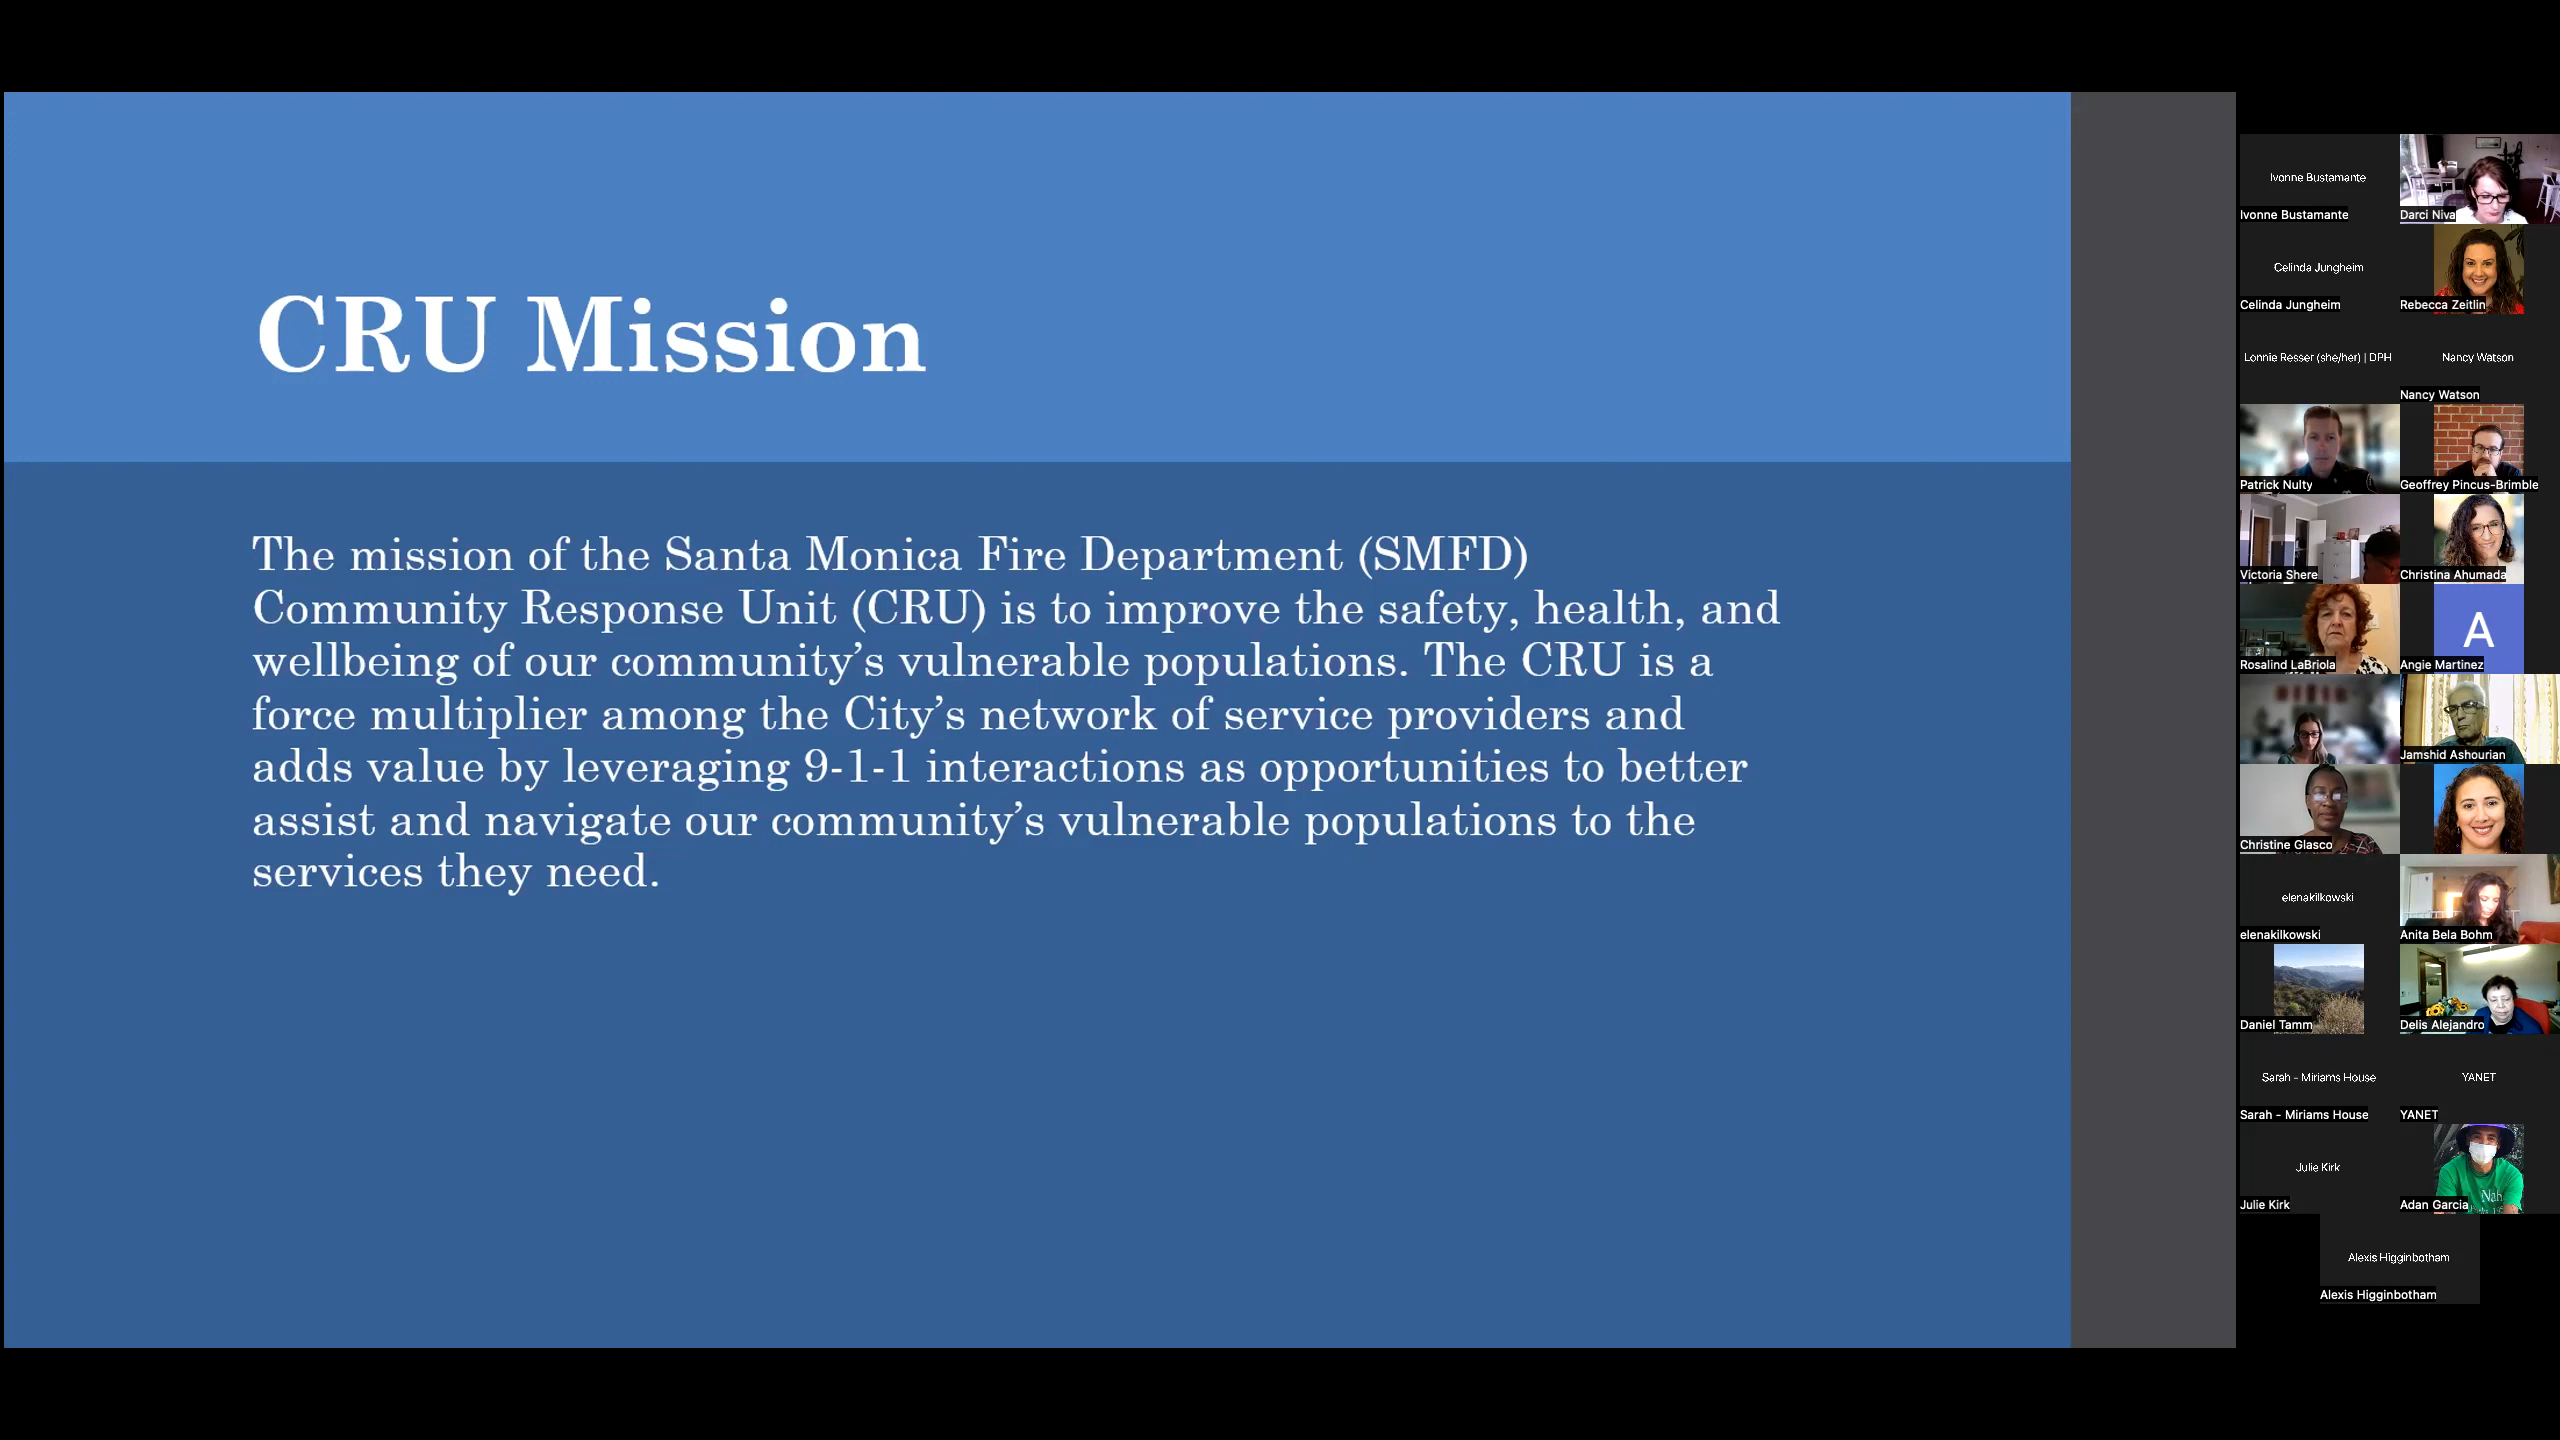 CRU Mission
The mission of the Santa Monica Fire Department (SMFD)
Community Response Unit (CRU) is to improve the safety, health, and
wellbeing of our community’s vulnerable populations. The CRU is a
force multiplier among the City’s network of service providers and
adds value by leveraging 9-1-1 interactions as opportunities to better
assist and navigate our community’s vulnerable populations to the
services they need.
Ivonne Bustamante
Ivonne Bustamante
Darci Niva
Celinda Jungheim
Celinda Jungheim
Rebecca Zeitlin
Lonnie Resser (she/her) | DPH
Nancy Watson
Nancy Watson
Patrick Nulty
Geoffrey Pincus-Brimble
Victoria Shere
Christina Ahumada
Rosalind LaBriola
A
Angie Martinez
Jamshid Ashourian
Christine Glasco
elenakilkowski
elenakilkowski
Anita Bela Bohm
Daniel Tamm
Delis Alejandro
Sarah - Miriams House
Sarah - Miriams House
YANET
YANET
Julie Kirk
Julie Kirk
Nah
Adan Garcia
Alexis Higginbotham
Alexis Higginbotham